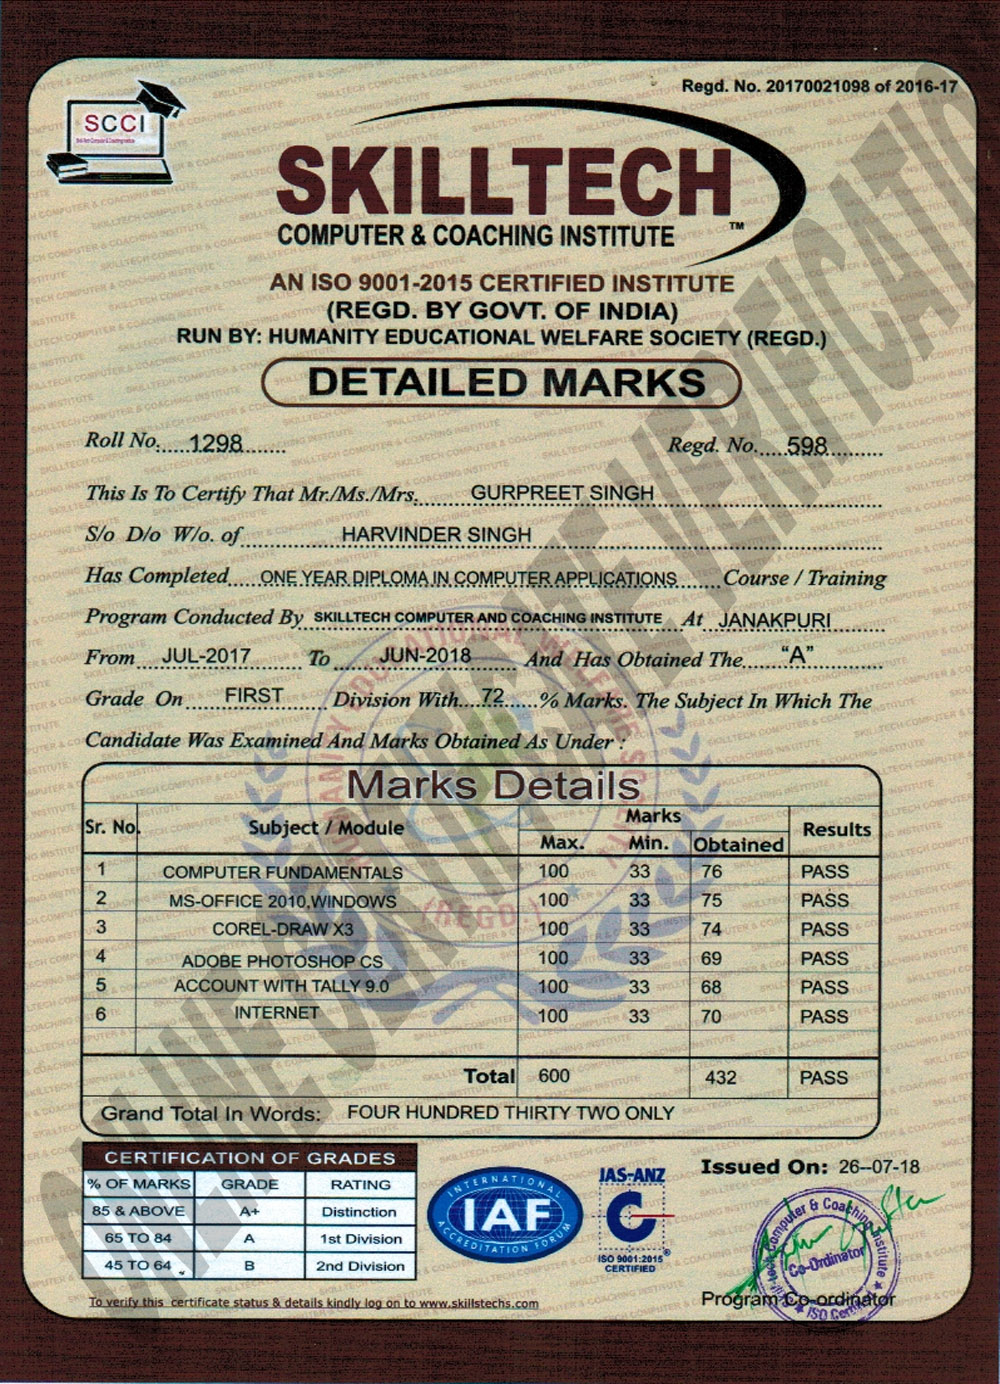 Regd. No. 20170021098 of 2016-17
SCCI
SKILLTECH
COMPUTER & COACHING INSTITUTE ™
AN ISO 9001-2015 CERTIFIED INSTITUTE
(REGD. BY GOVT. OF INDIA)
RUN BY: HUMANITY EDUCATIONAL WELFARE SOCIETY (REGD.)
DETAILED MARKS
Roll No. 1298 Regd. No. 598
This Is To Certify That Mr./Ms./Mrs. GURPREET SINGH
S/o D/o W/o. of HARVINDER SINGH
Has Completed ONE YEAR DIPLOMA IN COMPUTER APPLICATIONS Course / Training
Program Conducted By SKILLTECH COMPUTER AND COACHING INSTITUTE At JANAKPURI
From JUL-2017 To JUN-2018 And Has Obtained The "A"
Grade On FIRST Division With 72 % Marks. The Subject In Which The
Candidate Was Examined And Marks Obtained As Under :
Marks Details
Sr. No. Subject / Module Marks Results
Max. Min. Obtained
1 COMPUTER FUNDAMENTALS 100 33 76 PASS
2 MS-OFFICE 2010,WINDOWS 100 33 75 PASS
3 COREL-DRAW X3 100 33 74 PASS
4 ADOBE PHOTOSHOP CS 100 33 69 PASS
5 ACCOUNT WITH TALLY 9.0 100 33 68 PASS
6 INTERNET 100 33 70 PASS
Total 600 432 PASS
Grand Total In Words: FOUR HUNDRED THIRTY TWO ONLY
CERTIFICATION OF GRADES
% OF MARKS GRADE RATING
85 & ABOVE A+ Distinction
65 TO 84 A 1st Division
45 TO 64 B 2nd Division
INTERNATIONAL
IAF
ACCREDITATION FORUM
JAS-ANZ
C
ISO 9001:2015
CERTIFIED
Issued On: 26--07-18
Computer & Coaching Institute
Co-Ordinator
Program Co-ordinator
To verify this certificate status & details kindly log on to www.skillstechs.com
ONLINE CERTIFICATE VERIFICATIO